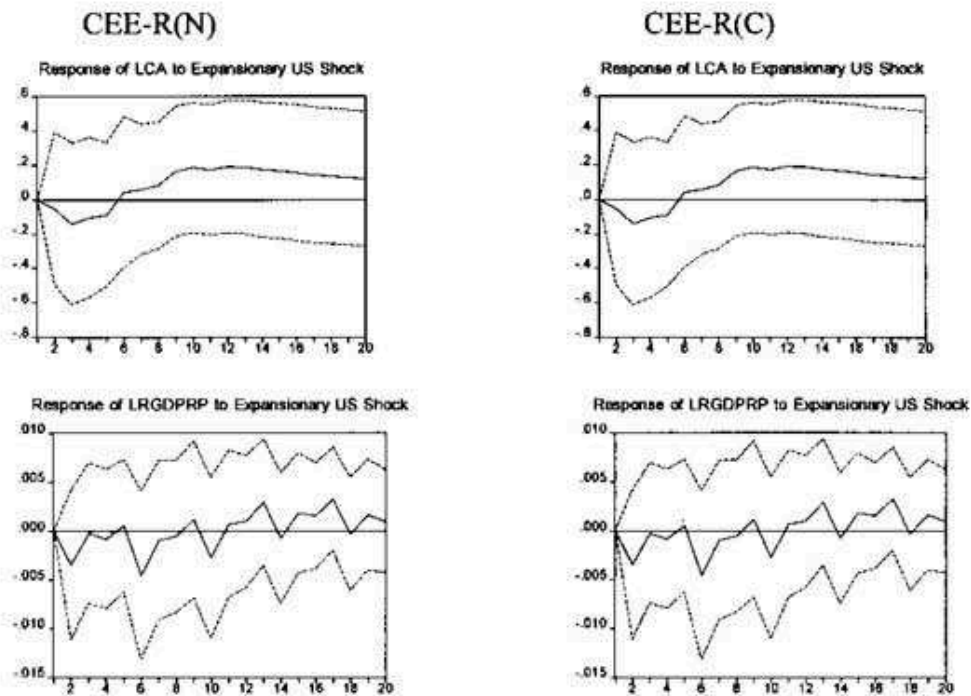 CEE-R(N)
CEE-R(C)
Response of LCA to Expansionary US Shock
.6
.4
.2
.0
-.2
-.4
-.6
-.8
2 4 6 8 10 12 14 16 18 20
Response of LCA to Expansionary US Shock
.6
.4
.2
.0
-.2
-.4
-.6
-.8
2 4 6 8 10 12 14 16 18 20
Response of LRGDPRP to Expansionary US Shock
.010
.005
.000
-.005
-.010
-.015
2 4 6 8 10 12 14 16 18 20
Response of LRGDPRP to Expansionary US Shock
.010
.005
.000
-.005
-.010
-.015
2 4 6 8 10 12 14 16 18 20